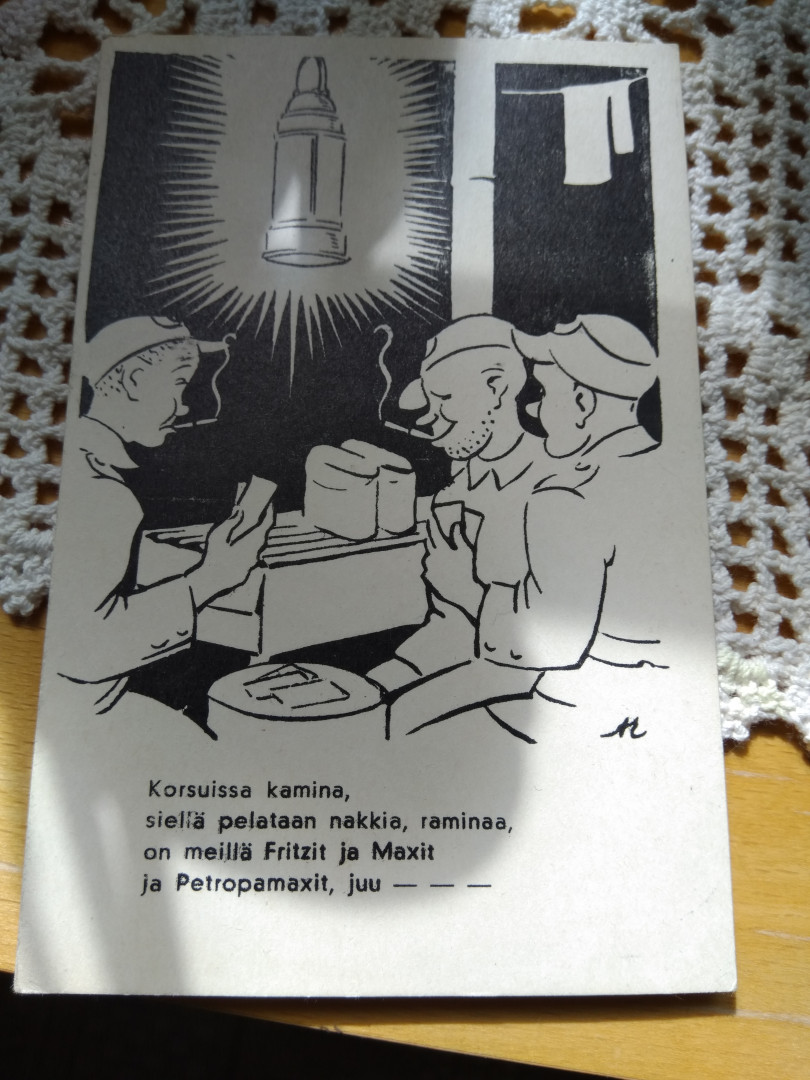 Korsuissa kamina,
siellä pelataan nakkia, raminaa,
on meillä Fritzit ja Maxit
ja Petropamaxit, juu — — —